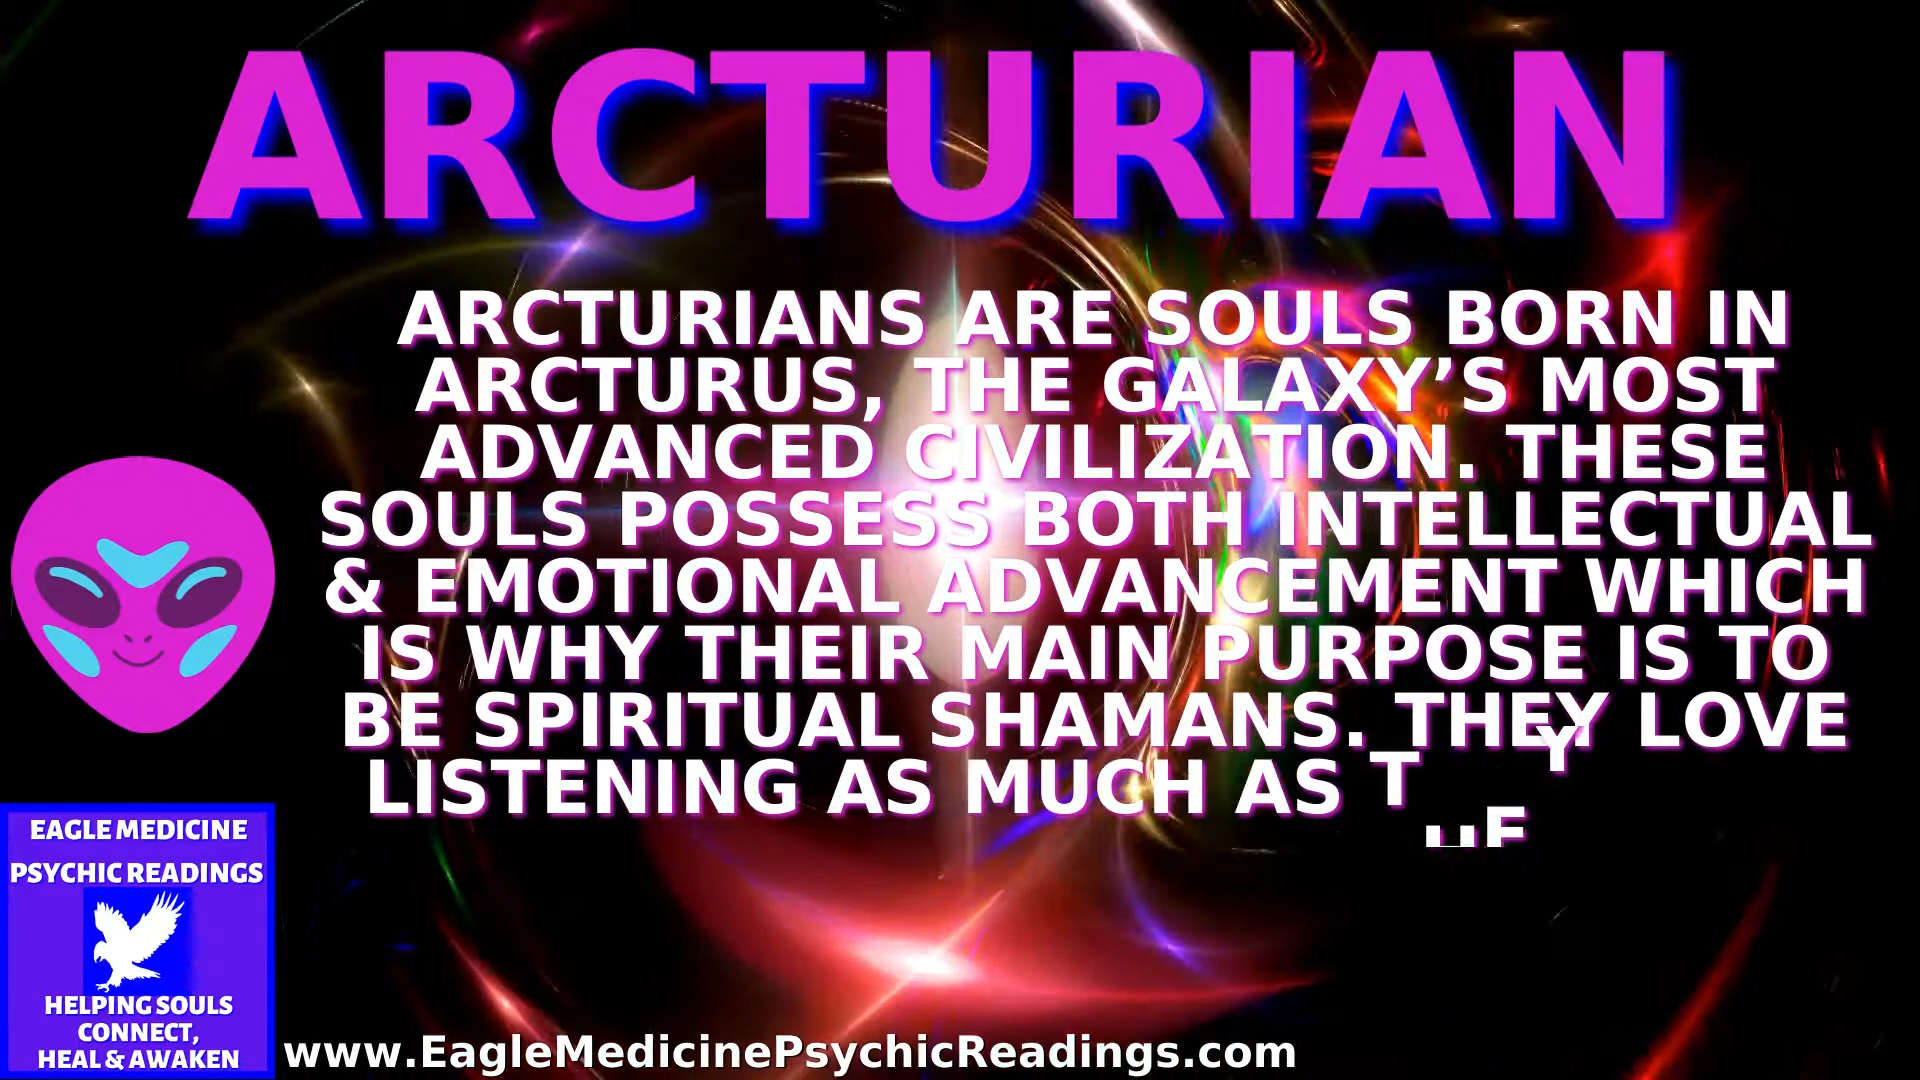 ARCTURIAN
ARCTURIANS ARE SOULS BORN IN
ARCTURUS, THE GALAXY’S MOST
ADVANCED CIVILIZATION. THESE
SOULS POSSESS BOTH INTELLECTUAL
& EMOTIONAL ADVANCEMENT WHICH
IS WHY THEIR MAIN PURPOSE IS TO
BE SPIRITUAL SHAMANS. THEY LOVE
LISTENING AS MUCH AS
EAGLE MEDICINE
PSYCHIC READINGS
HELPING SOULS
CONNECT,
HEAL & AWAKEN
www.EagleMedicinePsychicReadings.com